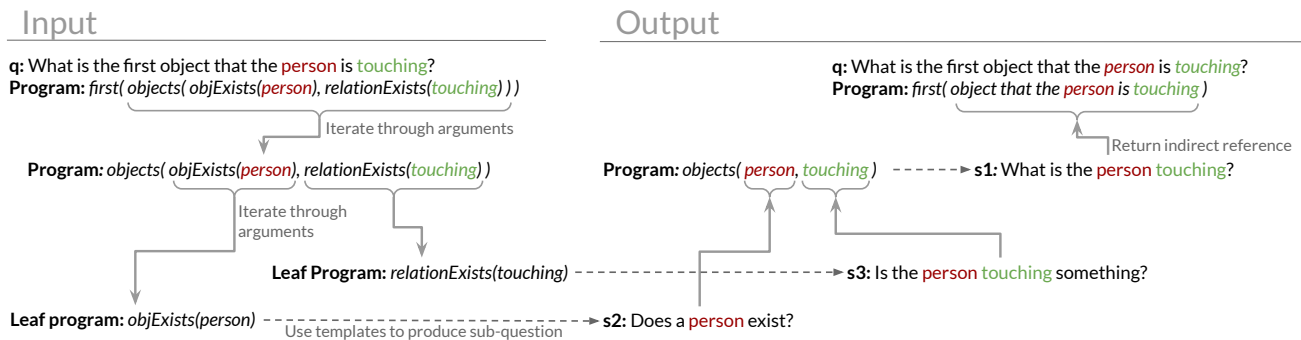 Input
q: What is the first object that the person is touching?
Program: first( objects( objExists(person), relationExists(touching) ) )
Iterate through arguments
Program: objects( objExists(person), relationExists(touching) )
Iterate through
arguments
Leaf Program: relationExists(touching)
Leaf program: objExists(person)
Use templates to produce sub-question
Output
q: What is the first object that the person is touching?
Program: first( object that the person is touching )
Return indirect reference
Program: objects( person, touching )
s1: What is the person touching?
s3: Is the person touching something?
s2: Does a person exist?